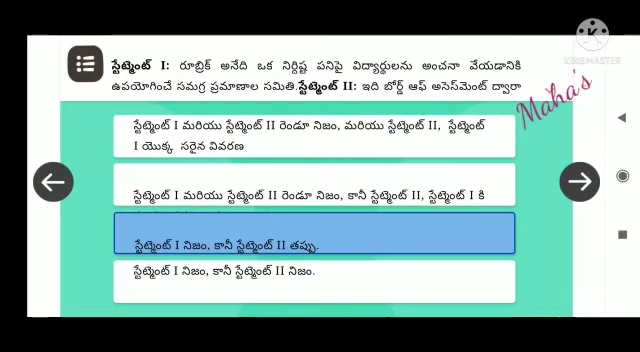 KINEMASTER
స్టేట్మెంట్ I: రూబ్రిక్ అనేది ఒక నిర్దిష్ట పనిపై విద్యార్థులను అంచనా వేయడానికి
ఉపయోగించే సమగ్ర ప్రమాణాల సమితి.స్టేట్మెంట్ II: ఇది బోర్డ్ ఆఫ్ అసెస్‌మెంట్ ద్వారా
Maha's
స్టేట్మెంట్ I మరియు స్టేట్మెంట్ II రెండూ నిజం, మరియు స్టేట్మెంట్ II, స్టేట్మెంట్
I యొక్క సరైన వివరణ
స్టేట్మెంట్ I మరియు స్టేట్మెంట్ II రెండూ నిజం, కానీ స్టేట్మెంట్ II, స్టేట్మెంట్ I కి
స్టేట్మెంట్ I నిజం, కానీ స్టేట్మెంట్ II తప్పు.
స్టేట్మెంట్ I నిజం, కానీ స్టేట్మెంట్ II నిజం.